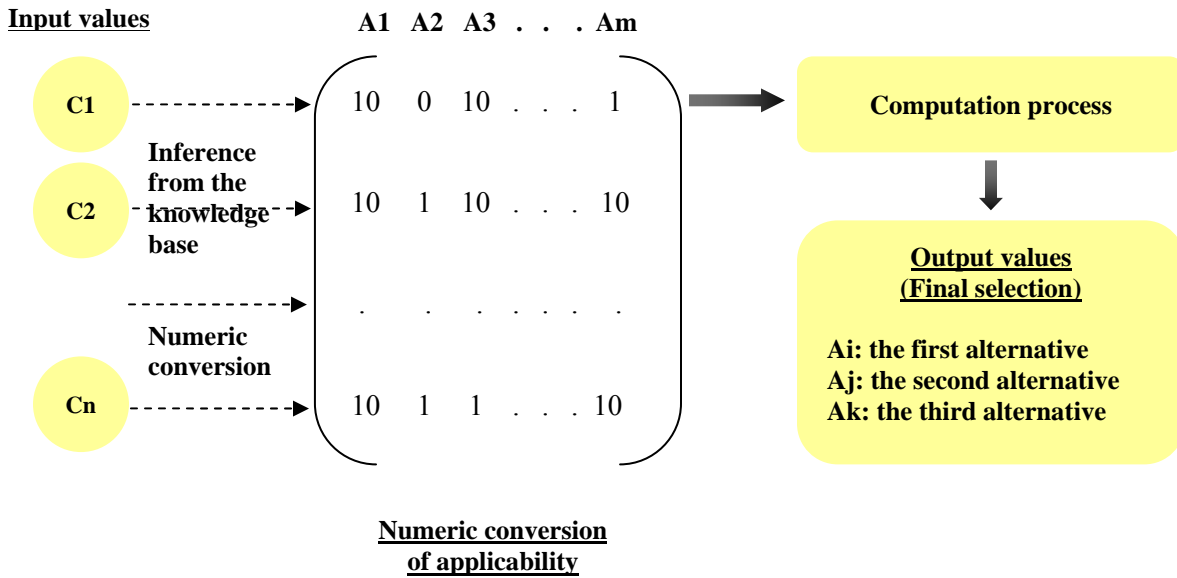 Input values
A1 A2 A3 . . . Am
C1
10 0 10 . . . 1
Inference
from the
knowledge
base
C2
10 1 10 . . . 10
. . . . . .
Numeric
conversion
Cn
10 1 1 . . . 10
Numeric conversion
of applicability
Computation process
Output values
(Final selection)
Ai: the first alternative
Aj: the second alternative
Ak: the third alternative